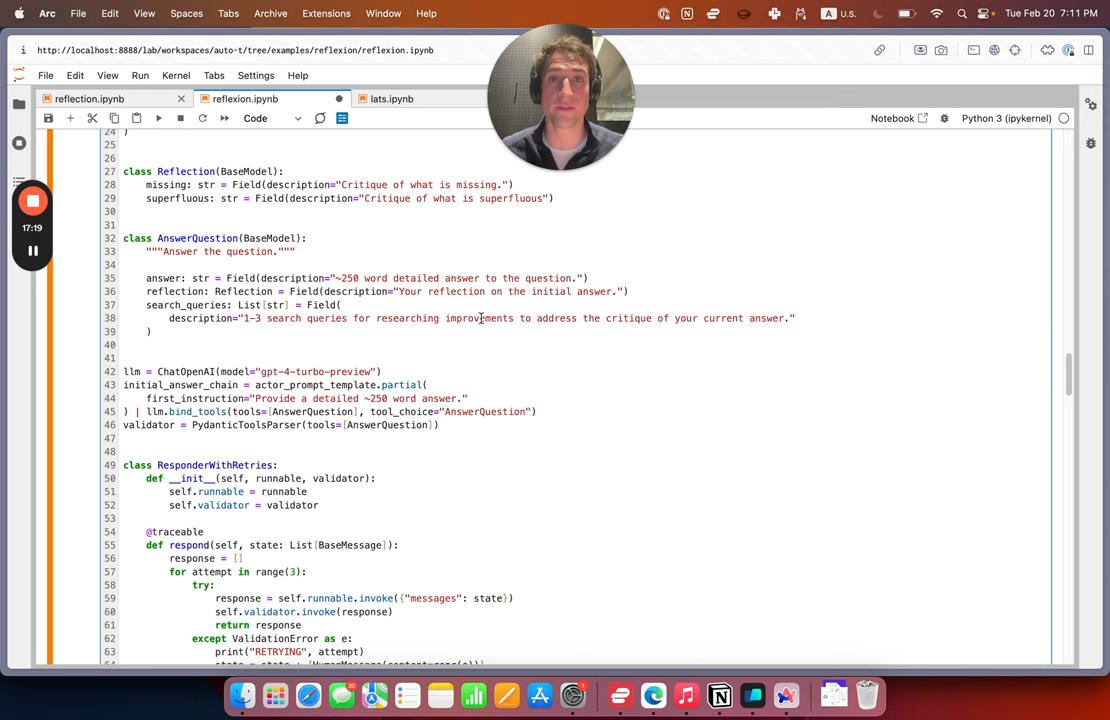 Arc File Edit View Spaces Tabs Archive Extensions Window Help A U.S. Tue Feb 20 7:11 PM
http://localhost:8888/lab/workspaces/auto-t/tree/examples/reflexion/reflexion.ipynb
File Edit View Run Kernel Tabs Settings Help
reflection.ipynb reflexion.ipynb lats.ipynb
Code Notebook Python 3 (ipykernel)
24 )
25
26
27 class Reflection(BaseModel):
28 missing: str = Field(description="Critique of what is missing.")
29 superfluous: str = Field(description="Critique of what is superfluous")
30
31
32 class AnswerQuestion(BaseModel):
33 """Answer the question."""
34
35 answer: str = Field(description="~250 word detailed answer to the question.")
36 reflection: Reflection = Field(description="Your reflection on the initial answer.")
37 search_queries: List[str] = Field(
38 description="1-3 search queries for researching improvements to address the critique of your current answer."
39 )
40
41
42 llm = ChatOpenAI(model="gpt-4-turbo-preview")
43 initial_answer_chain = actor_prompt_template.partial(
44 first_instruction="Provide a detailed ~250 word answer."
45 ) | llm.bind_tools(tools=[AnswerQuestion], tool_choice="AnswerQuestion")
46 validator = PydanticToolsParser(tools=[AnswerQuestion])
47
48
49 class ResponderWithRetries:
50 def __init__(self, runnable, validator):
51 self.runnable = runnable
52 self.validator = validator
53
54 @traceable
55 def respond(self, state: List[BaseMessage]):
56 response = []
57 for attempt in range(3):
58 try:
59 response = self.runnable.invoke({"messages": state})
60 self.validator.invoke(response)
61 return response
62 except ValidationError as e:
63 print("RETRYING", attempt)
64 state = state + [HumanMessage(content=repr(e))]
17:19
30
1